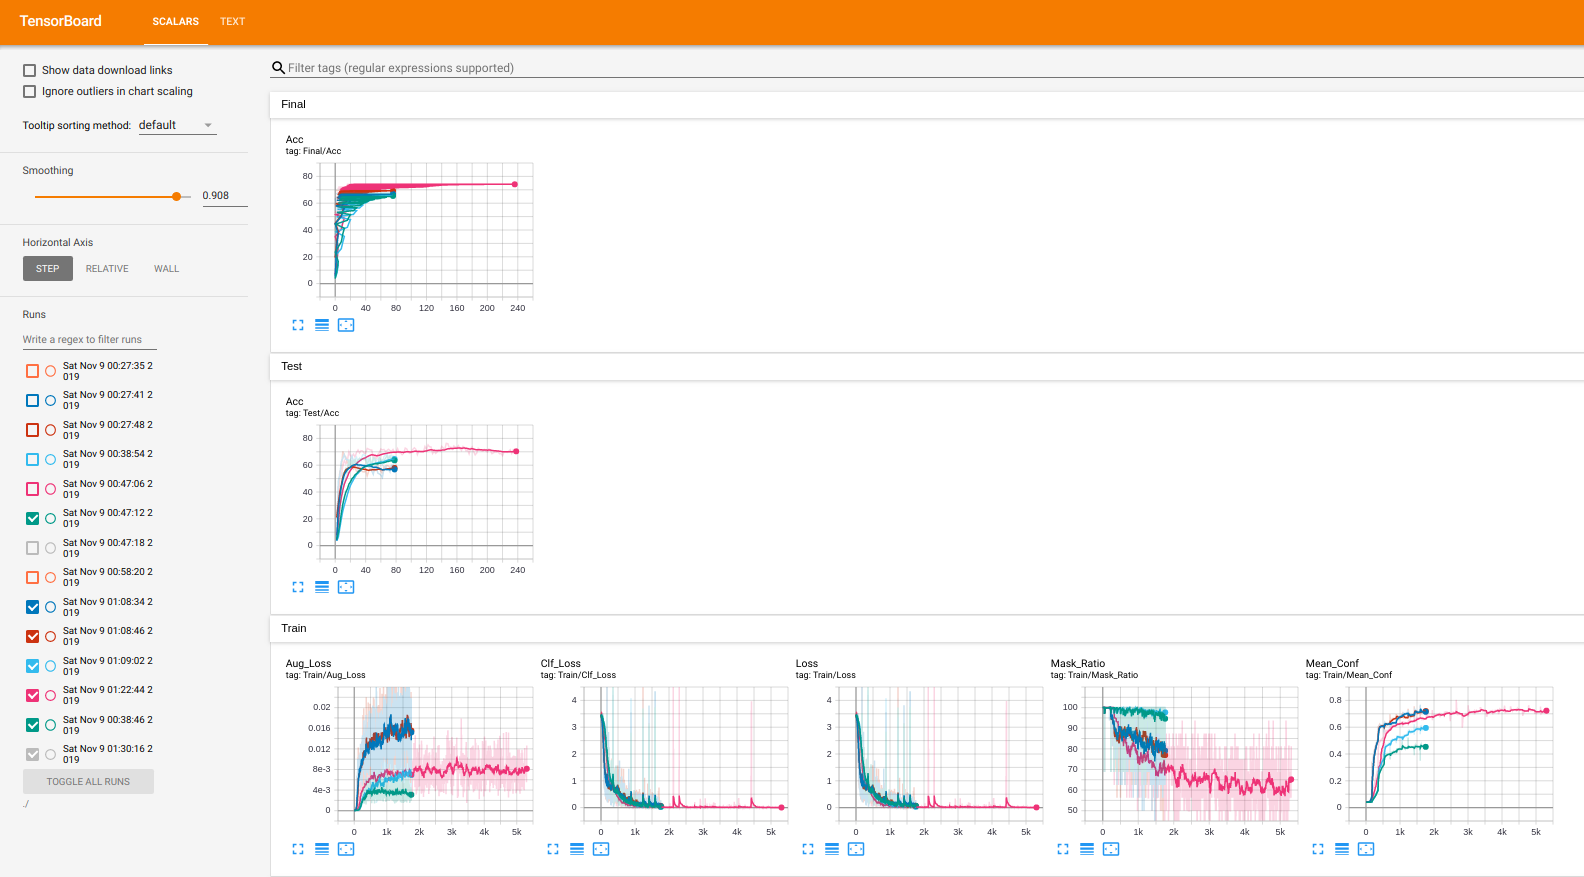 TensorBoard
SCALARS TEXT
Show data download links
Ignore outliers in chart scaling
Tooltip sorting method: default
Smoothing
0.908
Horizontal Axis
STEP RELATIVE WALL
Runs
Write a regex to filter runs
Sat Nov 9 00:27:35 2
019
Sat Nov 9 00:27:41 2
019
Sat Nov 9 00:27:48 2
019
Sat Nov 9 00:38:54 2
019
Sat Nov 9 00:47:06 2
019
Sat Nov 9 00:47:12 2
019
Sat Nov 9 00:47:18 2
019
Sat Nov 9 00:58:20 2
019
Sat Nov 9 01:08:34 2
019
Sat Nov 9 01:08:46 2
019
Sat Nov 9 01:09:02 2
019
Sat Nov 9 01:22:44 2
019
Sat Nov 9 00:38:46 2
019
Sat Nov 9 01:30:16 2
019
TOGGLE ALL RUNS
./
Filter tags (regular expressions supported)
Final
Acc
tag: Final/Acc
80
60
40
20
0
0 40 80 120 160 200 240
Test
Acc
tag: Test/Acc
80
60
40
20
0
0 40 80 120 160 200 240
Train
Aug_Loss
tag: Train/Aug_Loss
0.02
0.016
0.012
8e-3
4e-3
0
0 1k 2k 3k 4k 5k
Clf_Loss
tag: Train/Clf_Loss
4
3
2
1
0
0 1k 2k 3k 4k 5k
Loss
tag: Train/Loss
4
3
2
1
0
0 1k 2k 3k 4k 5k
Mask_Ratio
tag: Train/Mask_Ratio
100
90
80
70
60
50
0 1k 2k 3k 4k 5k
Mean_Conf
tag: Train/Mean_Conf
0.8
0.6
0.4
0.2
0
0 1k 2k 3k 4k 5k